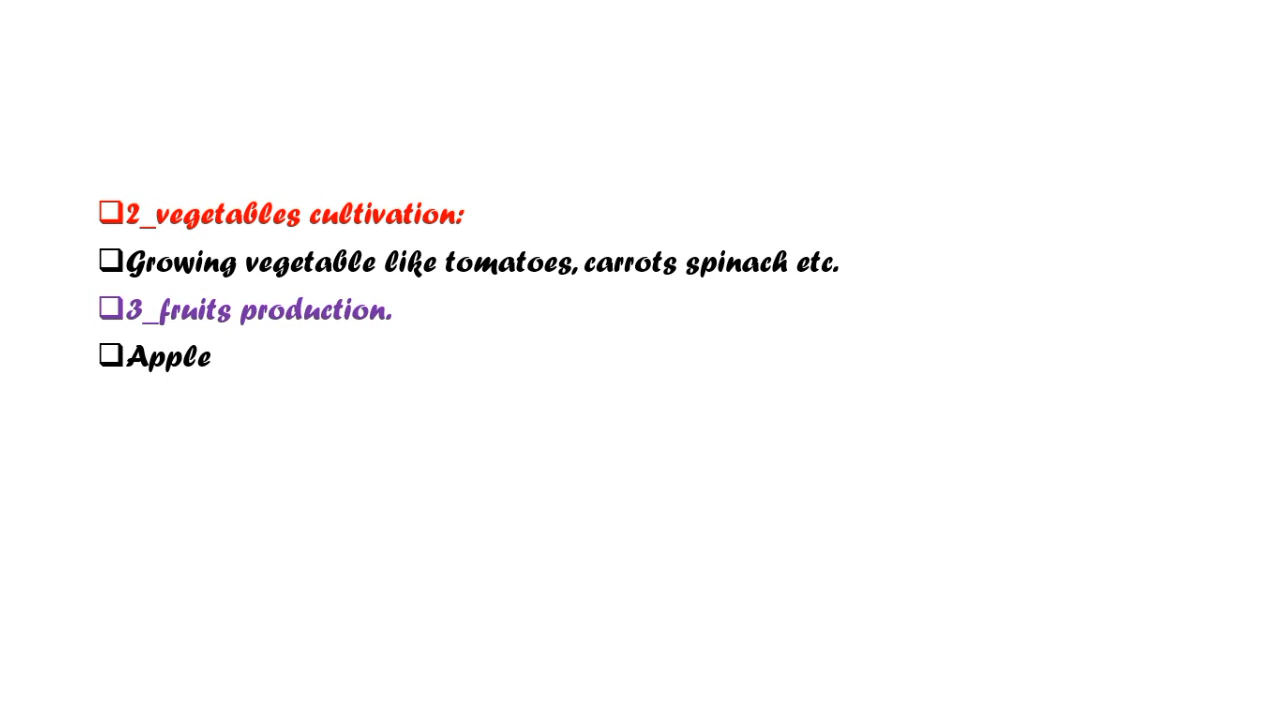 ❑2_vegetables cultivation:
❑Growing vegetable like tomatoes, carrots spinach etc.
❑3_fruits production.
❑Apple